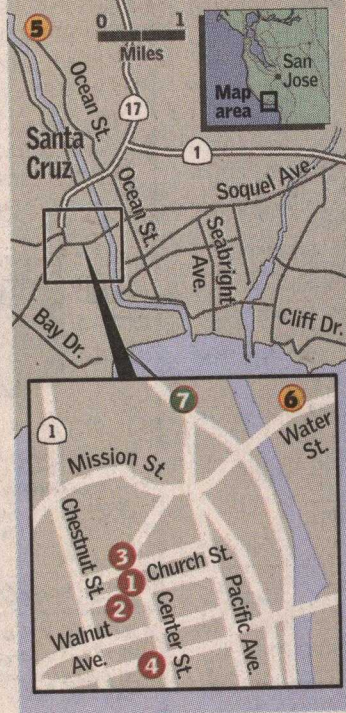 5
0 1
Miles
San
Jose
Map
area
Ocean St.
17
Santa
Cruz
1
Soquel Ave.
Ocean St.
Seabright
Ave.
Bay Dr.
Cliff Dr.
7
6
1
Water
St.
Mission St.
Chestnut St.
3
Church St.
1
2
Center St.
Pacific Ave.
Walnut
Ave.
4